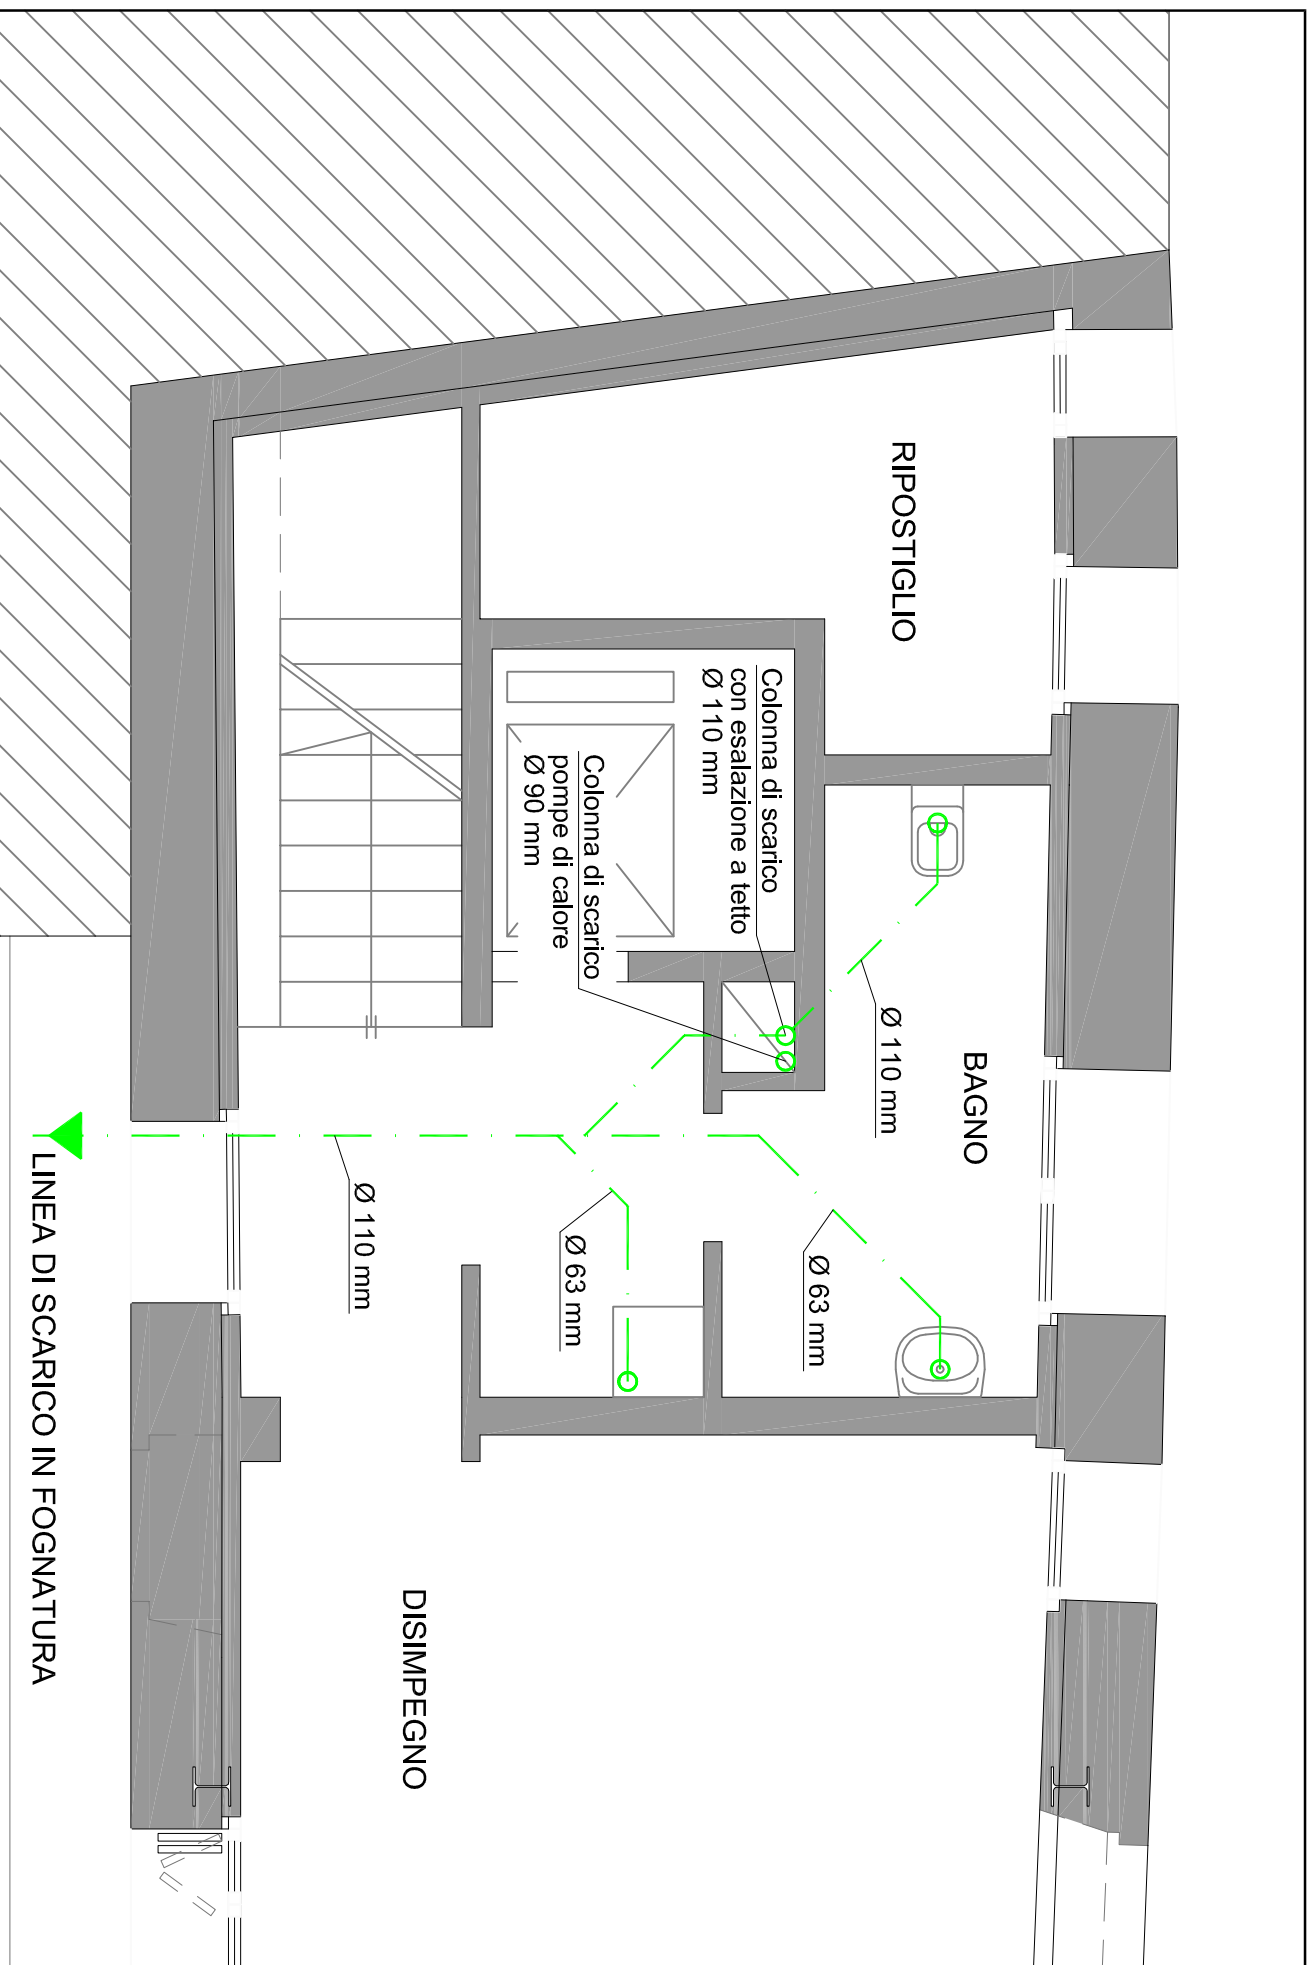 RIPOSTIGLIO
BAGNO
Ø 110 mm
Colonna di scarico
con esalazione a tetto
Ø 110 mm
Colonna di scarico
pompe di calore
Ø 90 mm
Ø 63 mm
Ø 63 mm
Ø 110 mm
DISIMPEGNO
LINEA DI SCARICO IN FOGNATURA